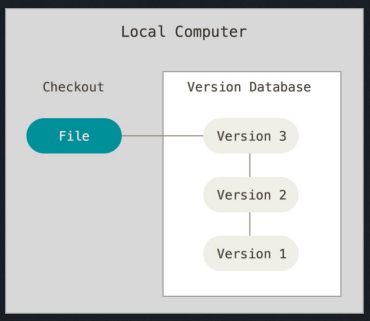 Local Computer
Checkout
Version Database
File
Version 3
Version 2
Version 1